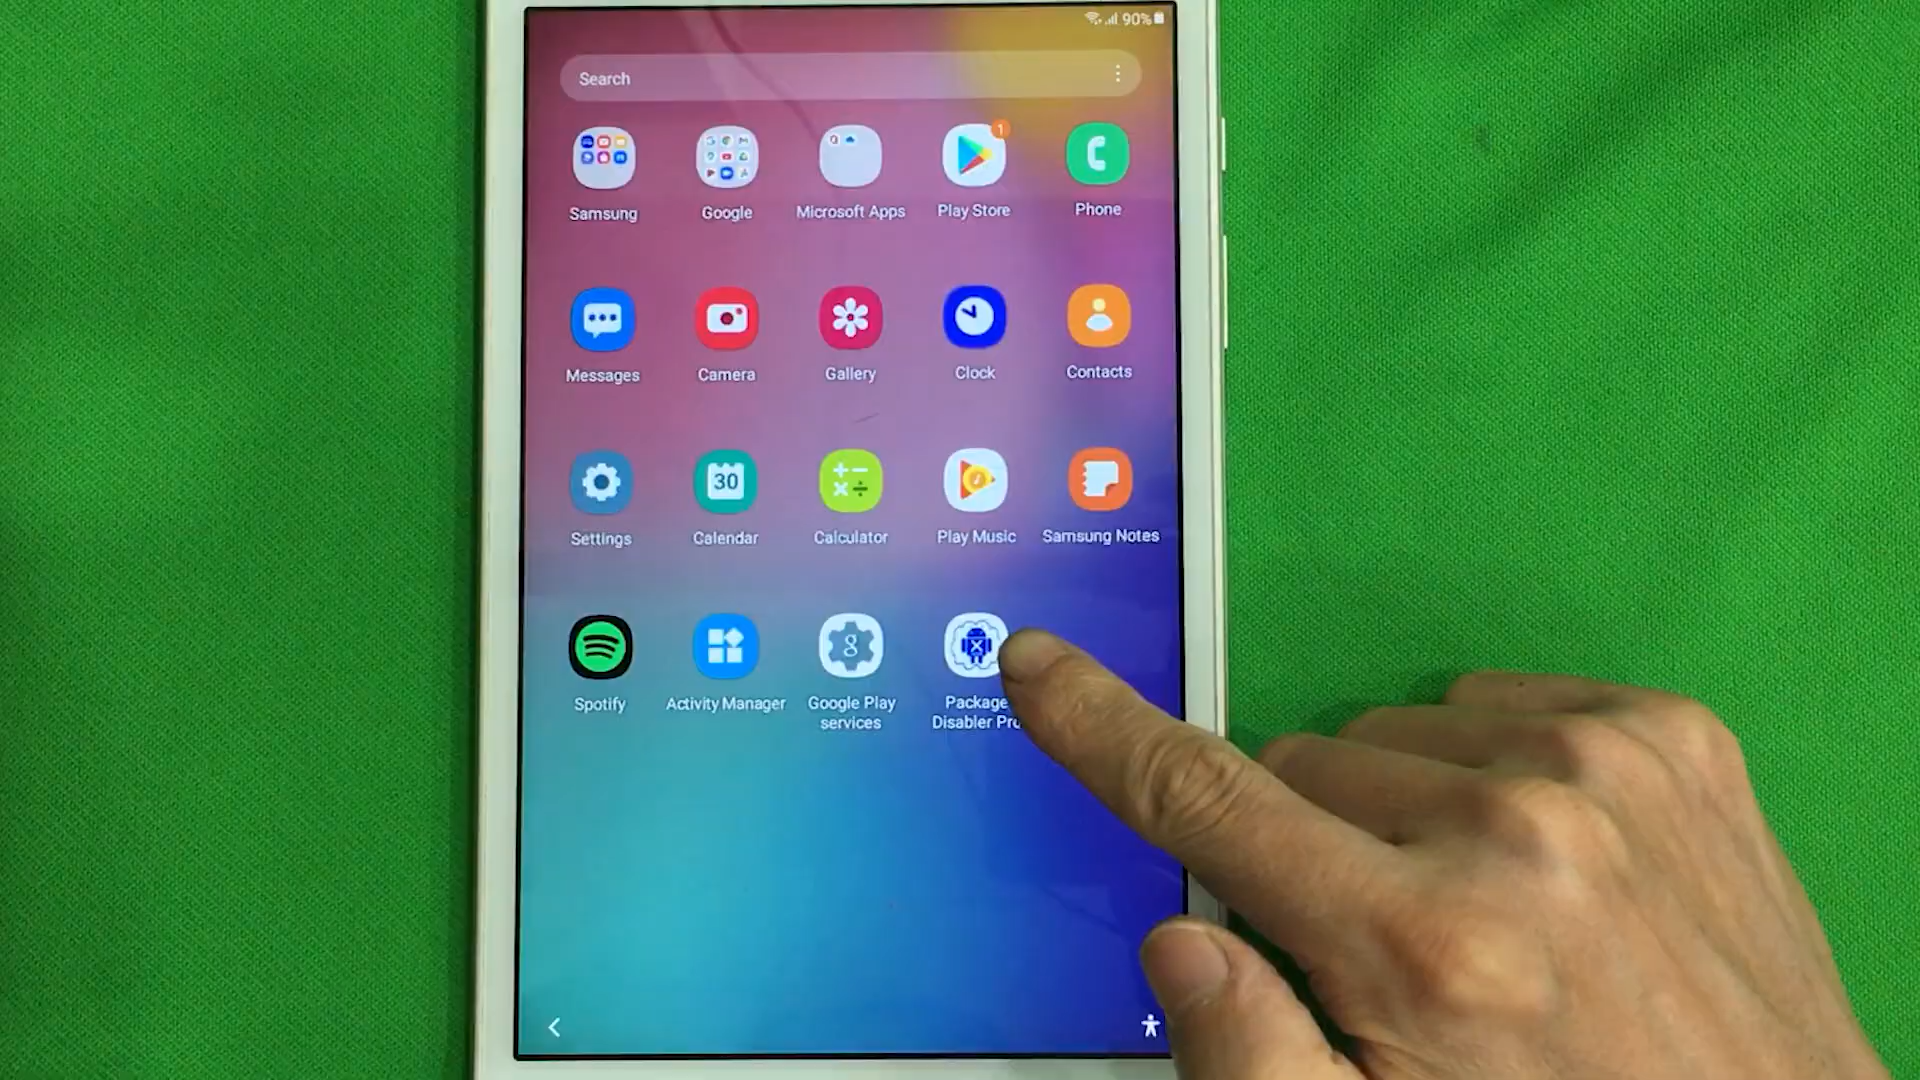 90%
Search
1
Samsung
Google
Microsoft Apps
Play Store
Phone
Messages
Camera
Gallery
Clock
Contacts
30
Settings
Calendar
Calculator
Play Music
Samsung Notes
g
Spotify
Activity Manager
Google Play
services
Package
Disabler Pro